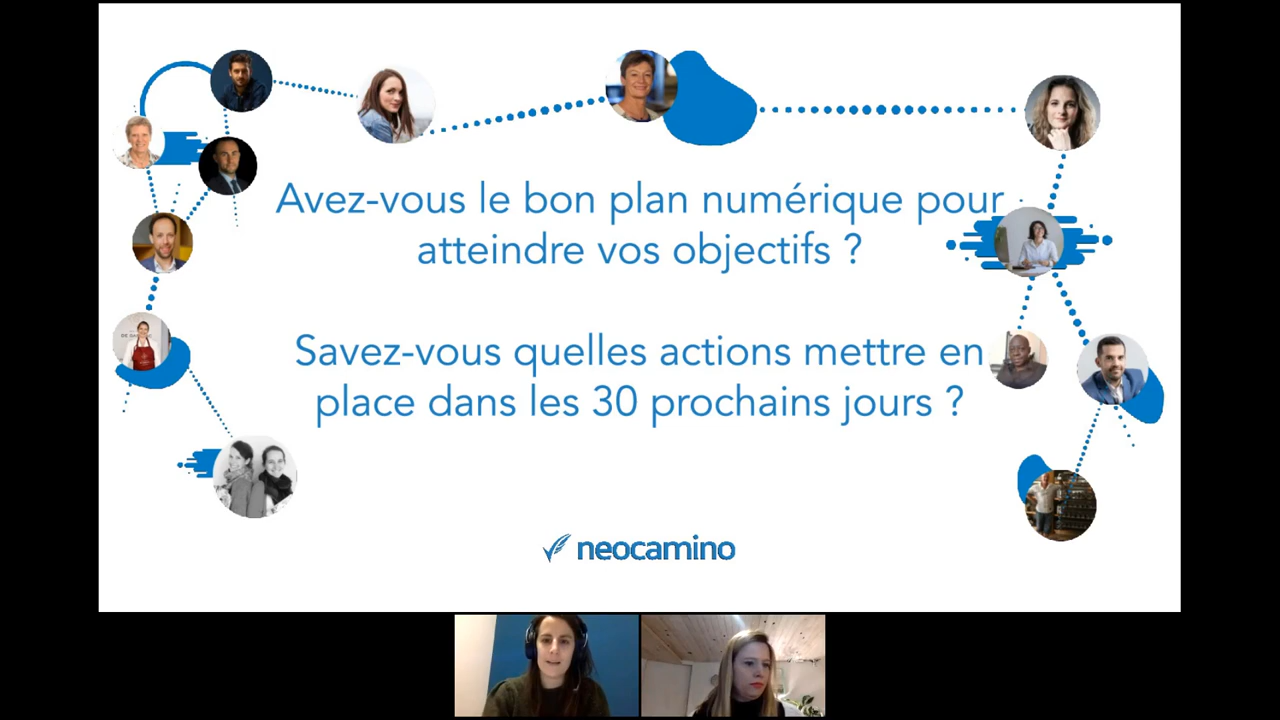 Avez-vous le bon plan numérique pour
atteindre vos objectifs ?
Savez-vous quelles actions mettre en
place dans les 30 prochains jours ?
neocamino